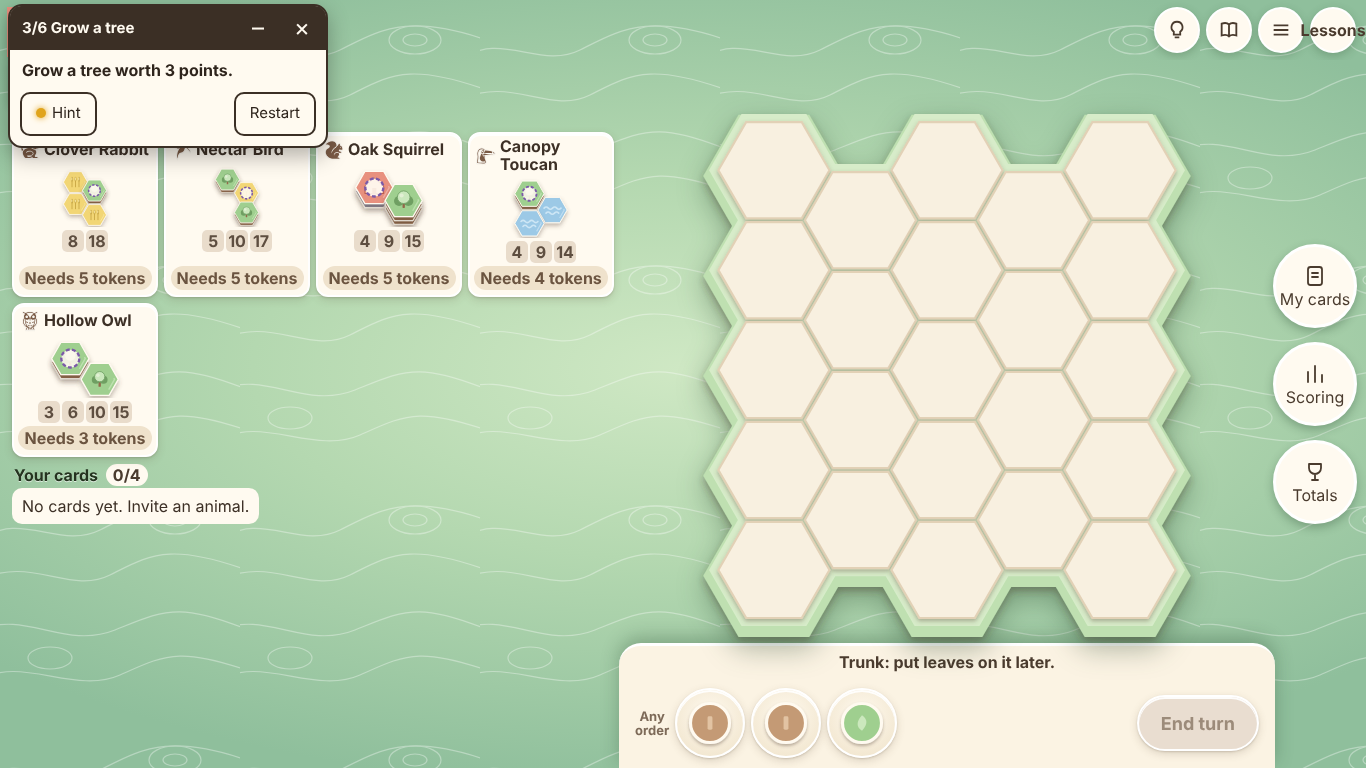 3/6 Grow a tree
Grow a tree worth 3 points.
Hint
Restart
Lessons
Clover Rabbit
8 18
Needs 5 tokens
Nectar Bird
5 10 17
Needs 5 tokens
Oak Squirrel
4 9 15
Needs 5 tokens
Canopy
Toucan
4 9 14
Needs 4 tokens
Hollow Owl
3 6 10 15
Needs 3 tokens
Your cards 0/4
No cards yet. Invite an animal.
My cards
Scoring
Totals
Trunk: put leaves on it later.
Any
order
End turn